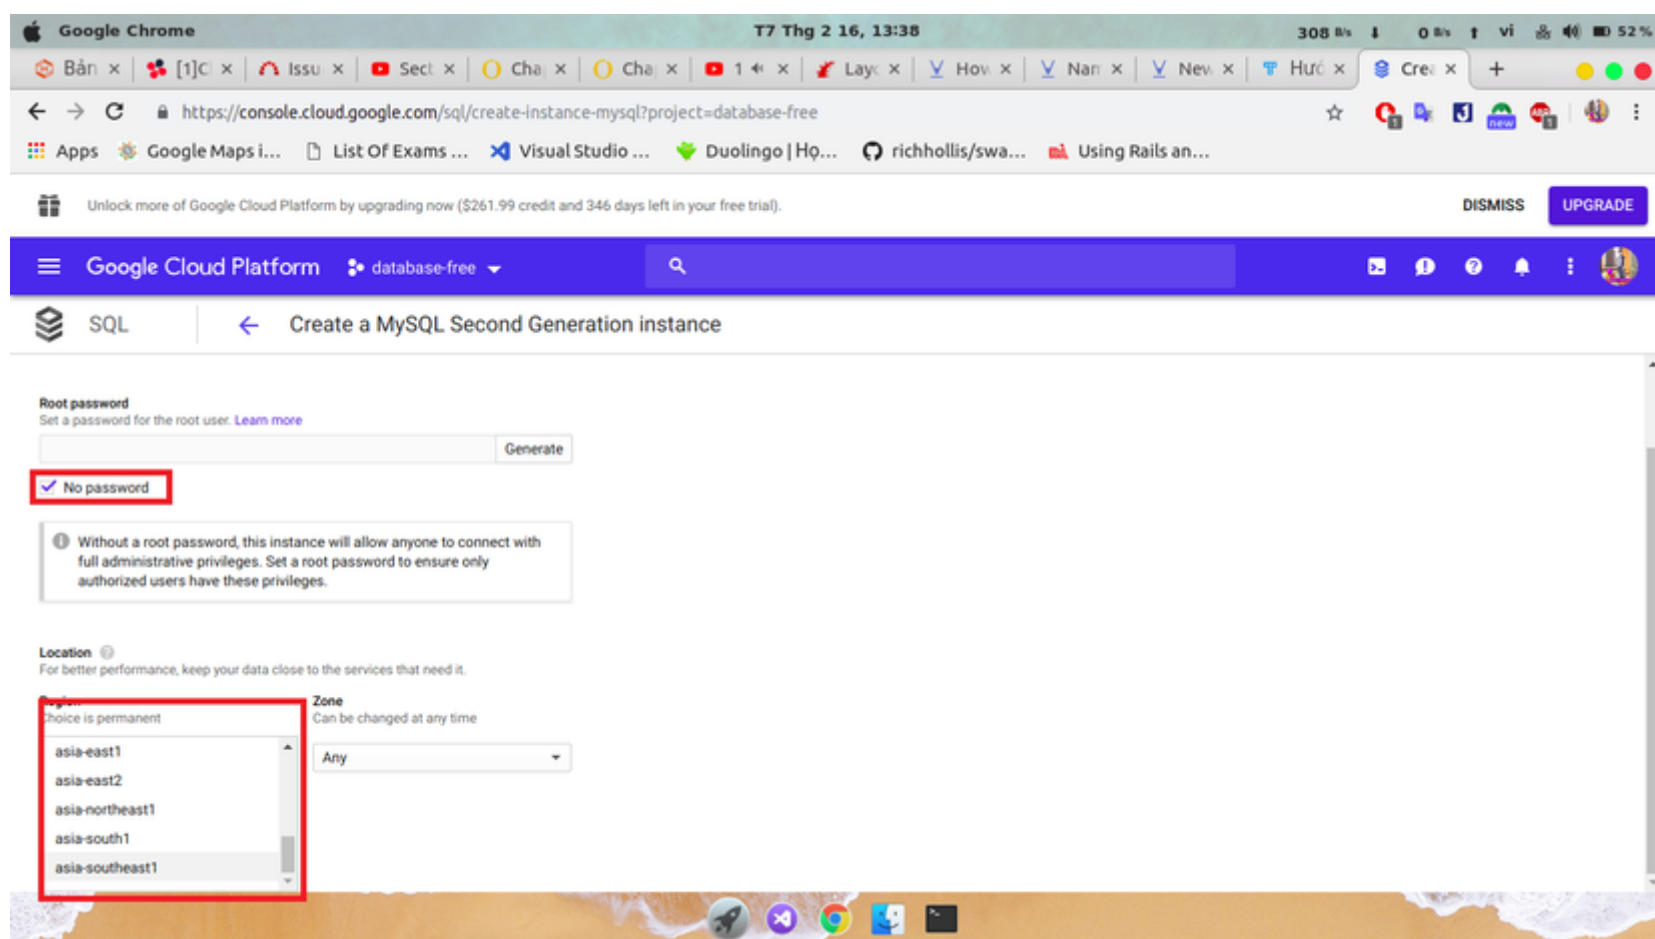 Google Chrome T7 Thg 2 16, 13:38 308 B/s 0 B/s vi 52%
Bản [1]C Issu Sect Cha Cha 1 Layo How Nam New Hướ Crea
https://console.cloud.google.com/sql/create-instance-mysql?project=database-free
new
Apps Google Maps i... List Of Exams ... Visual Studio ... Duolingo | Họ... richhollis/swa... Using Rails an...
Unlock more of Google Cloud Platform by upgrading now ($261.99 credit and 346 days left in your free trial). DISMISS UPGRADE
Google Cloud Platform database-free
SQL Create a MySQL Second Generation instance
Root password
Set a password for the root user. Learn more
Generate
No password
Without a root password, this instance will allow anyone to connect with
full administrative privileges. Set a root password to ensure only
authorized users have these privileges.
Location
For better performance, keep your data close to the services that need it.
Region Zone
Choice is permanent Can be changed at any time
asia-east1
Any
asia-east2
asia-northeast1
asia-south1
asia-southeast1